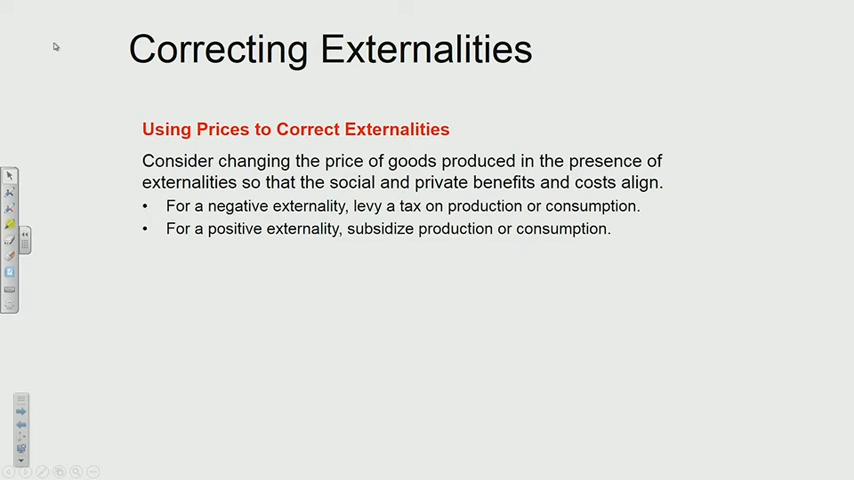 Correcting Externalities
Using Prices to Correct Externalities
Consider changing the price of goods produced in the presence of
externalities so that the social and private benefits and costs align.
• For a negative externality, levy a tax on production or consumption.
• For a positive externality, subsidize production or consumption.